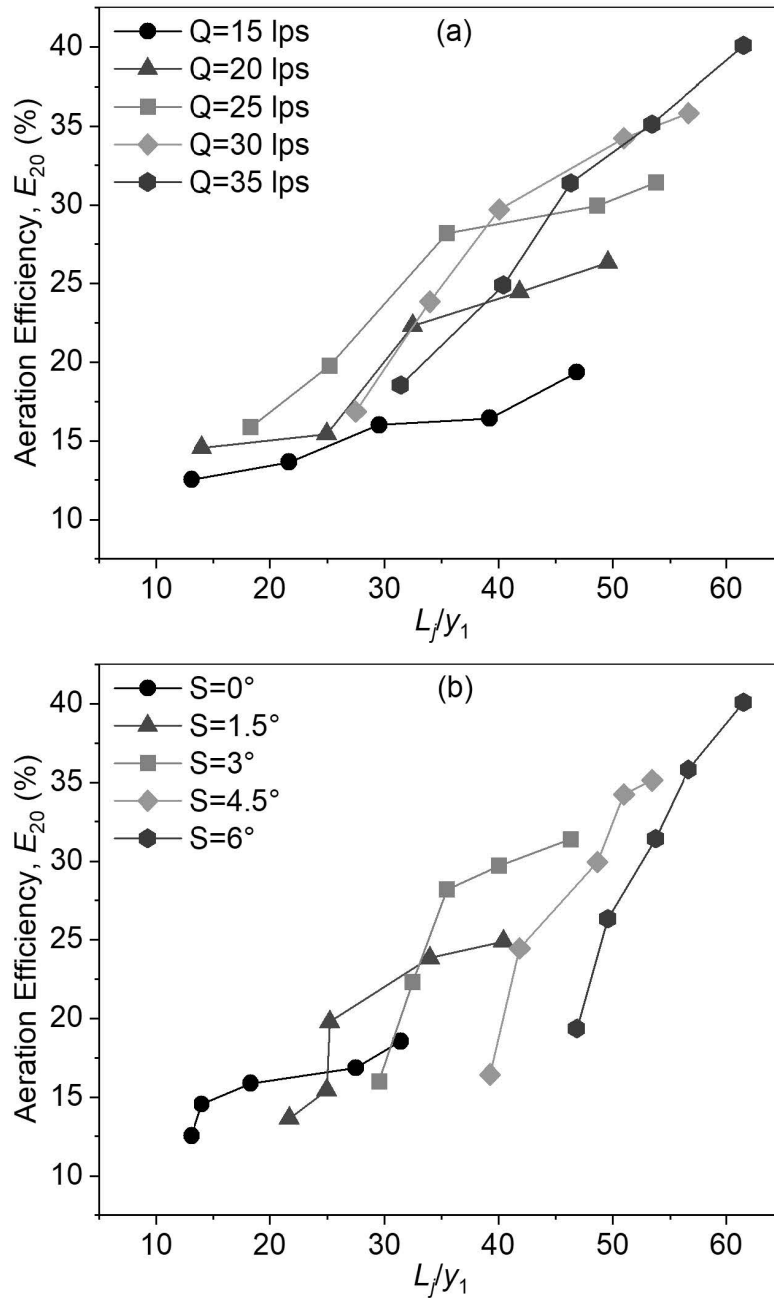 (a)
Q=15 lps
Q=20 lps
Q=25 lps
Q=30 lps
Q=35 lps
Aeration Efficiency, E₂₀ (%)
40
35
30
25
20
15
10
10 20 30 40 50 60
Lⱼ/y₁
(b)
S=0°
S=1.5°
S=3°
S=4.5°
S=6°
Aeration Efficiency, E₂₀ (%)
40
35
30
25
20
15
10
10 20 30 40 50 60
Lⱼ/y₁